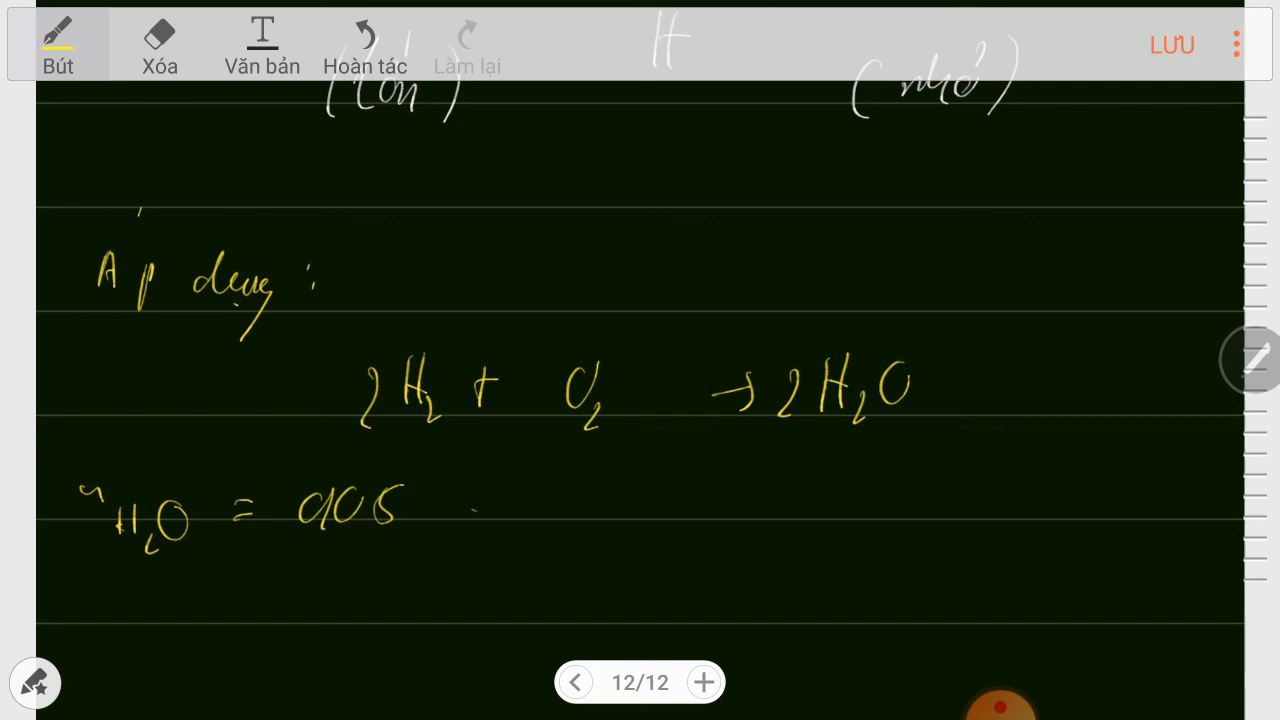 Bút Xóa Văn bản Hoàn tác Làm lại LƯU
H
(lớn) (nhỏ)
Áp dụng:
2H₂ + O₂ → 2H₂O
nH₂O = 0,05
12/12